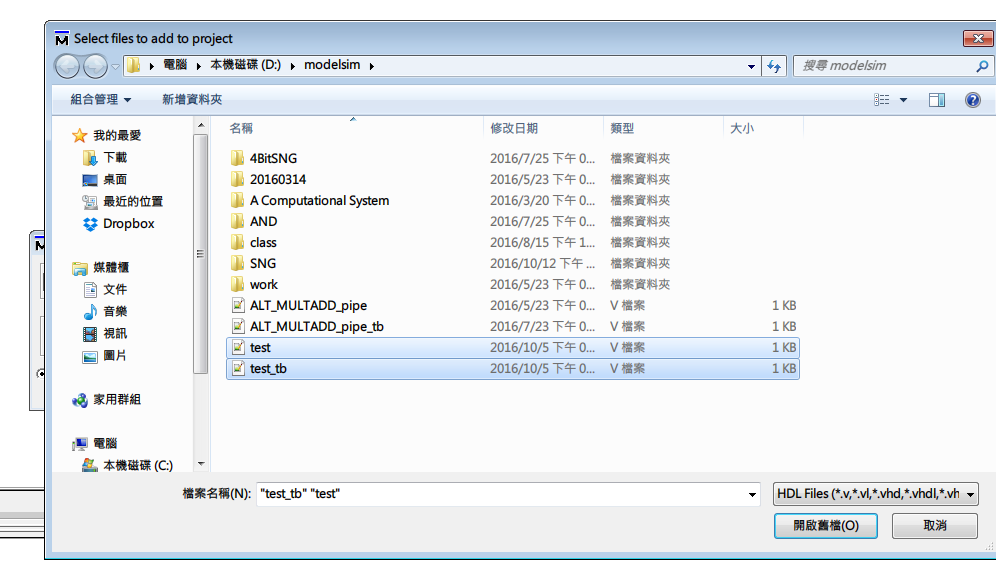 Select files to add to project
電腦 本機磁碟 (D:) modelsim 搜尋 modelsim
組合管理 新增資料夾
我的最愛
下載
桌面
最近的位置
Dropbox
媒體櫃
文件
音樂
視訊
圖片
家用群組
電腦
本機磁碟 (C:)
名稱 修改日期 類型 大小
4BitSNG 2016/7/25 下午 0... 檔案資料夾
20160314 2016/5/23 下午 0... 檔案資料夾
A Computational System 2016/3/20 下午 0... 檔案資料夾
AND 2016/7/25 下午 0... 檔案資料夾
class 2016/8/15 下午 1... 檔案資料夾
SNG 2016/10/12 下午 ... 檔案資料夾
work 2016/5/23 下午 0... 檔案資料夾
ALT_MULTADD_pipe 2016/5/23 下午 0... V 檔案 1 KB
ALT_MULTADD_pipe_tb 2016/7/23 下午 0... V 檔案 1 KB
test 2016/10/5 下午 0... V 檔案 1 KB
test_tb 2016/10/5 下午 0... V 檔案 1 KB
檔案名稱(N): "test_tb" "test" HDL Files (*.v,*.vl,*.vhd,*.vhdl,*.vh
開啟舊檔(O) 取消